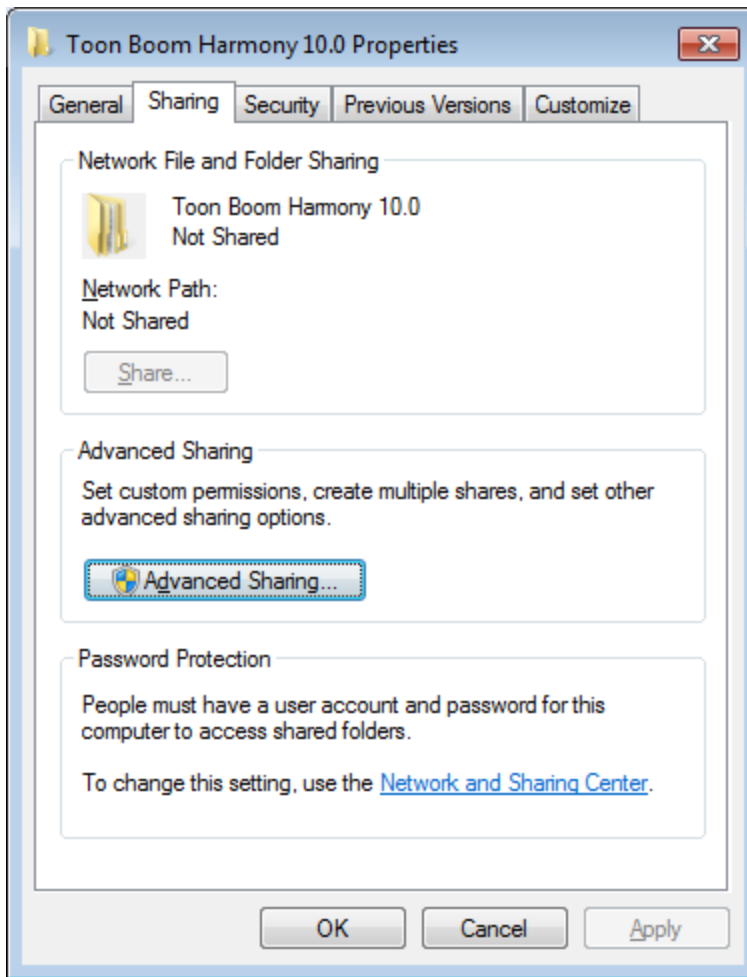 Toon Boom Harmony 10.0 Properties
General Sharing Security Previous Versions Customize
Network File and Folder Sharing
Toon Boom Harmony 10.0
Not Shared
Network Path:
Not Shared
Share...
Advanced Sharing
Set custom permissions, create multiple shares, and set other
advanced sharing options.
Advanced Sharing...
Password Protection
People must have a user account and password for this
computer to access shared folders.
To change this setting, use the Network and Sharing Center.
OK Cancel Apply